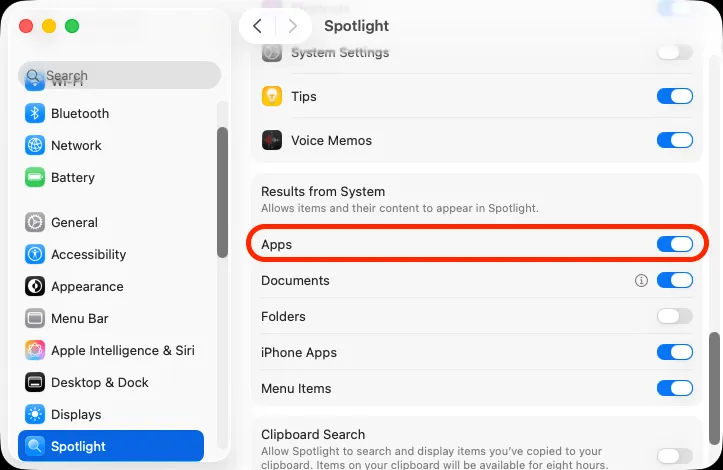 Spotlight
Search
Wi-Fi
Bluetooth
Network
Battery
General
Accessibility
Appearance
Menu Bar
Apple Intelligence & Siri
Desktop & Dock
Displays
Spotlight
System Settings
Tips
Voice Memos
Results from System
Allows items and their content to appear in Spotlight.
Apps
Documents
Folders
iPhone Apps
Menu Items
Clipboard Search
Allow Spotlight to search and display items you've copied to your
clipboard. Items on your clipboard will be available for eight hours.